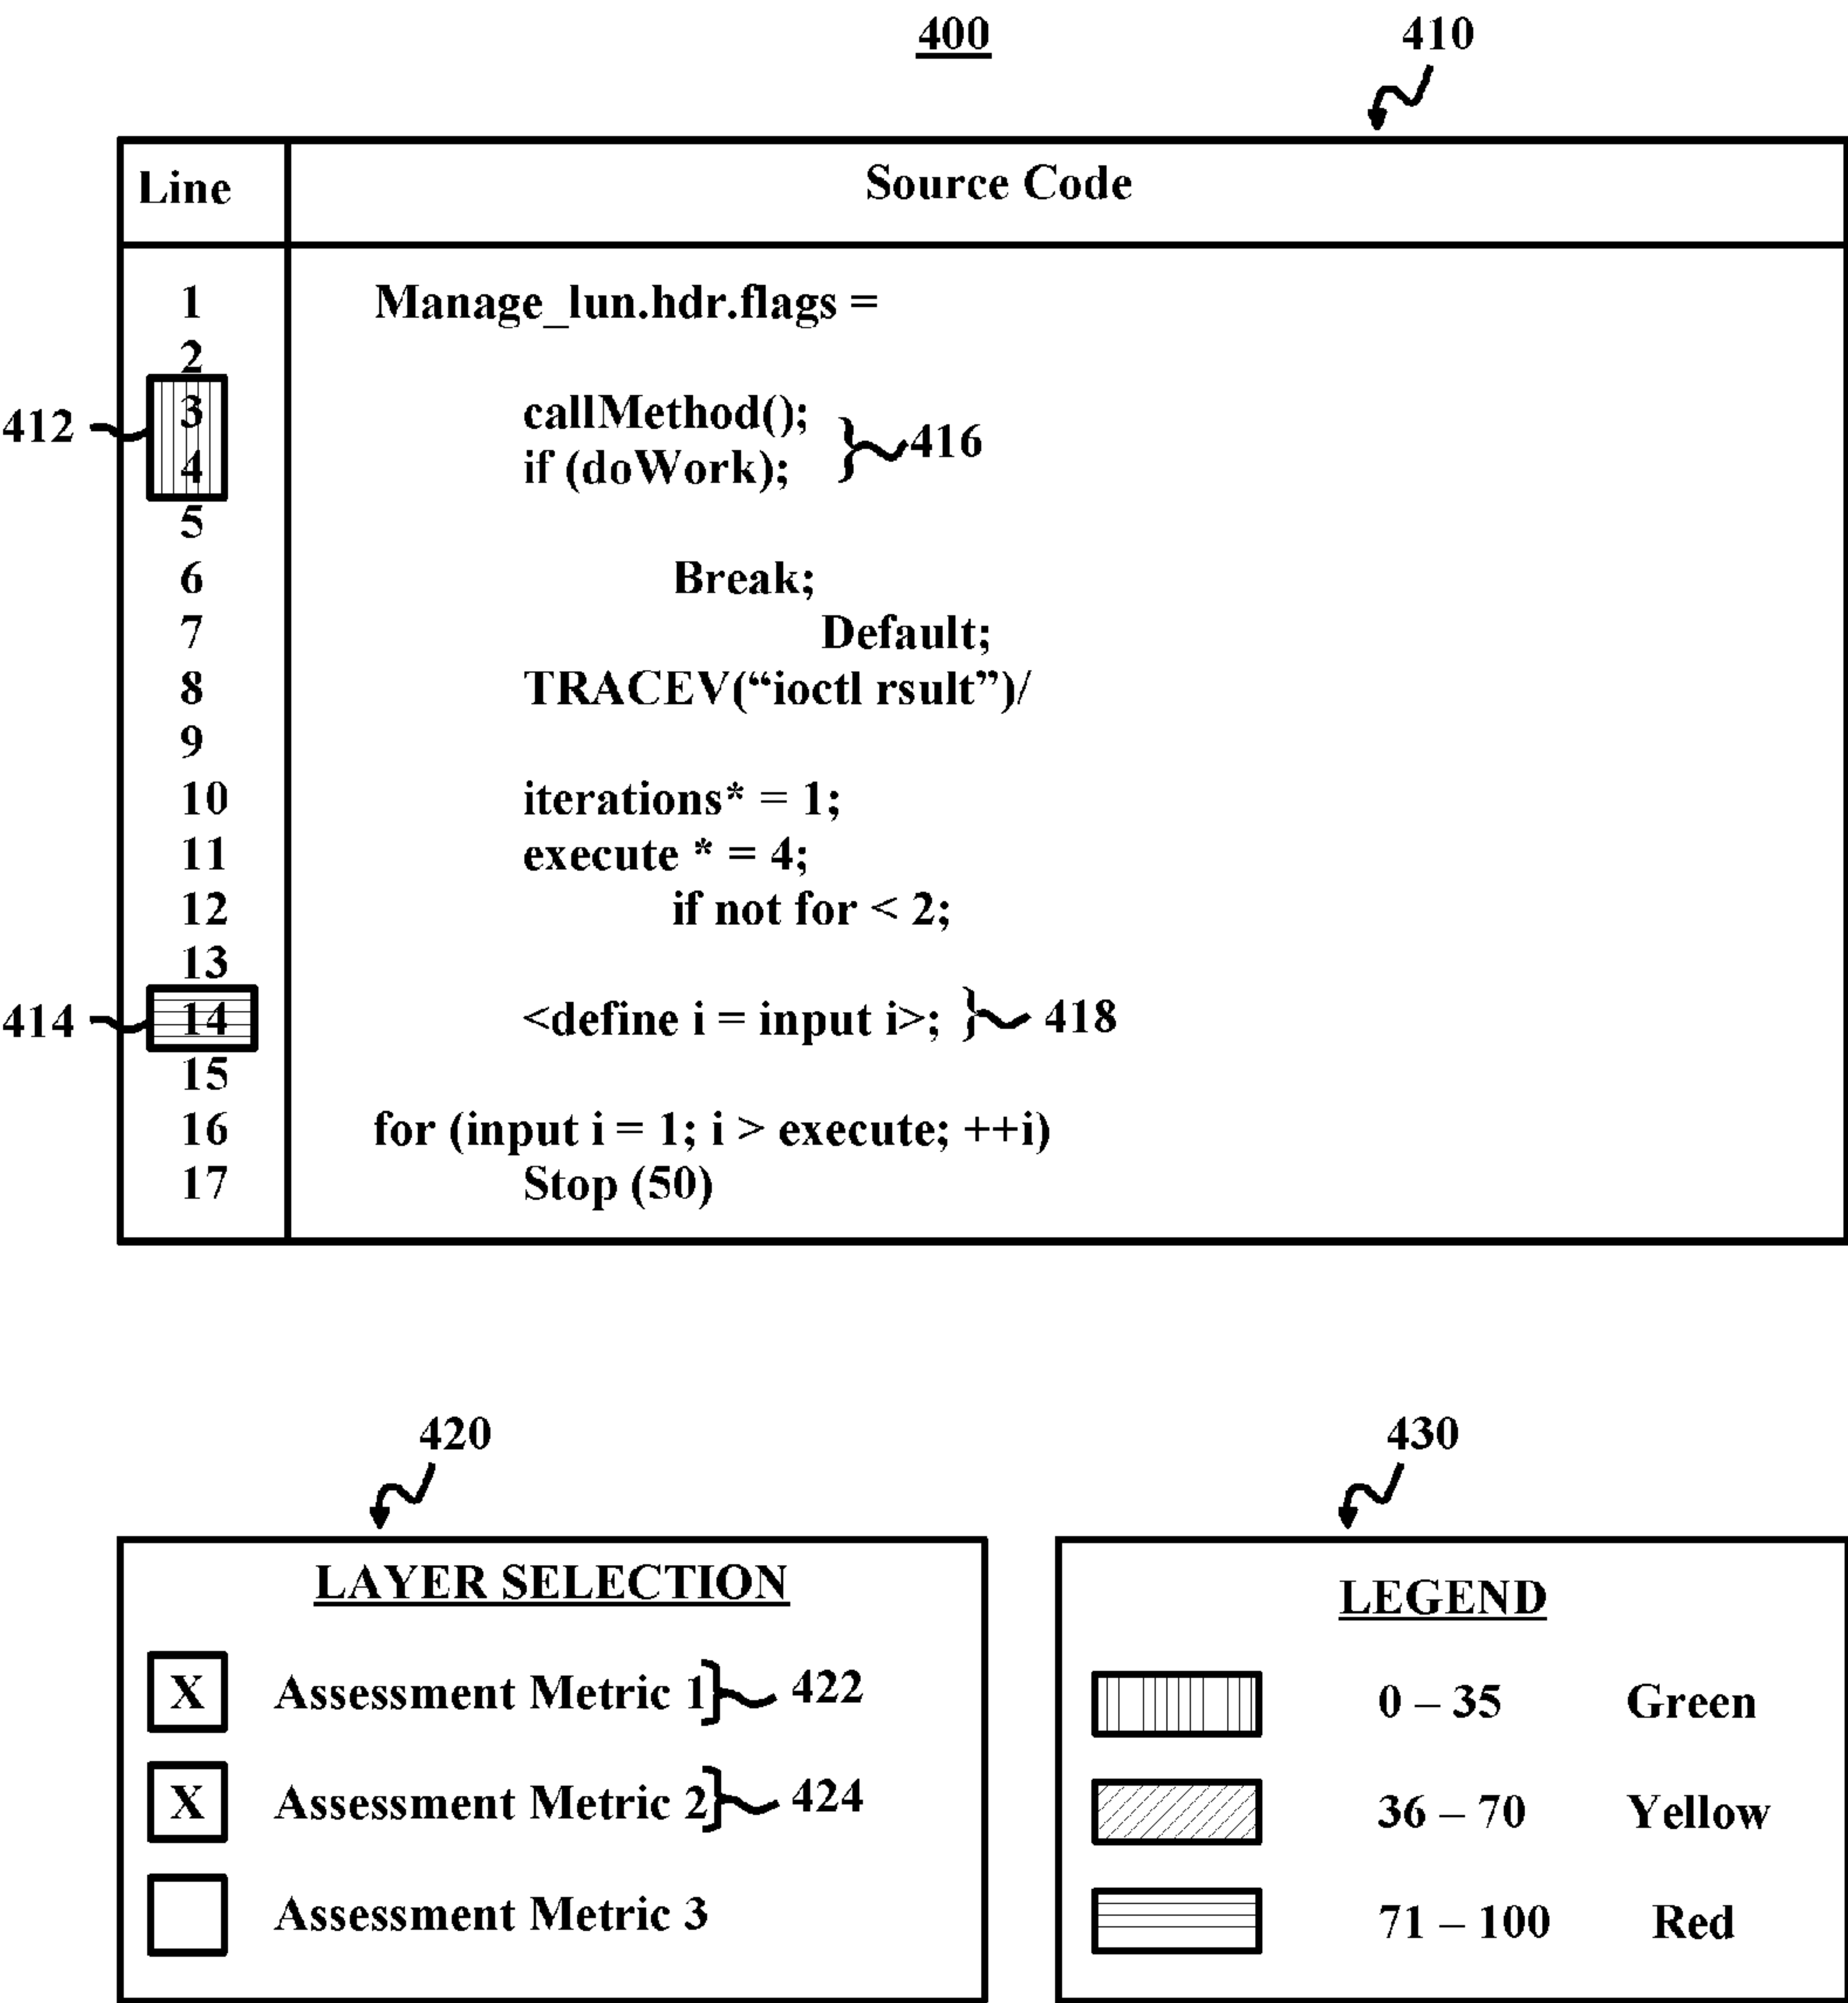 400
410
Line Source Code
1 Manage_lun.hdr.flags =
2
3 callMethod();
412
416
4 if (doWork);
5
6 Break;
7 Default;
8 TRACEV(“ioctl rsult”)/
9
10 iterations* = 1;
11 execute * = 4;
12 if not for < 2;
13
414 14 <define i = input i>; 418
15
16 for (input i = 1; i > execute; ++i)
17 Stop (50)
420
430
LAYER SELECTION
X Assessment Metric 1 422
X Assessment Metric 2 424
Assessment Metric 3
LEGEND
0 – 35 Green
36 – 70 Yellow
71 – 100 Red